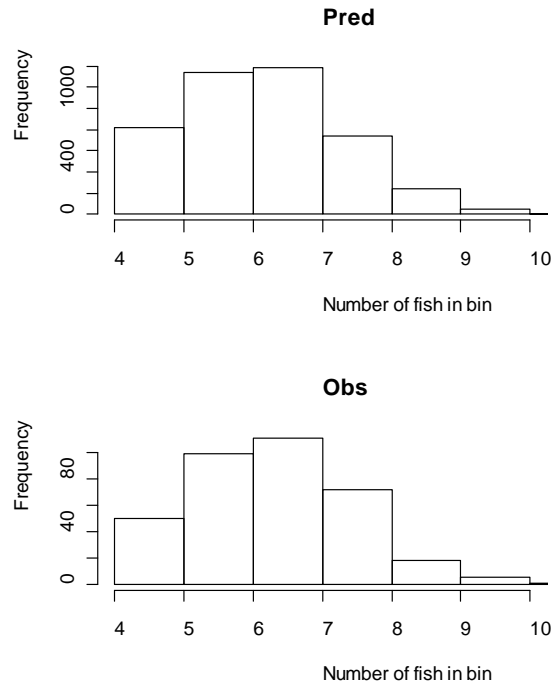 Pred
Frequency
1000
400
0
4 5 6 7 8 9 10
Number of fish in bin
Obs
Frequency
80
40
0
4 5 6 7 8 9 10
Number of fish in bin